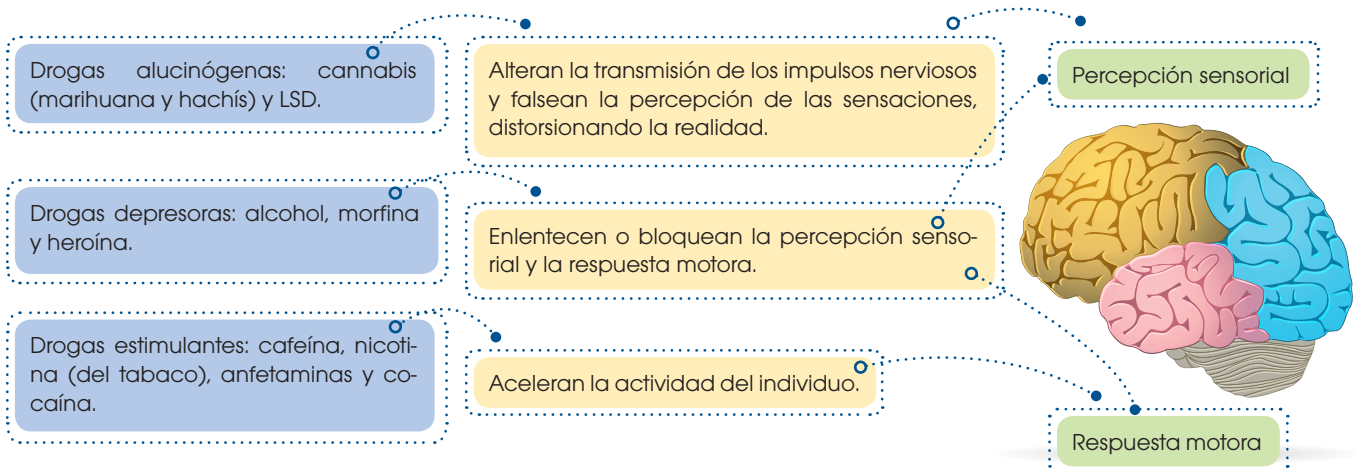 Drogas alucinógenas: cannabis
(marihuana y hachís) y LSD.
Alteran la transmisión de los impulsos nerviosos
y falsean la percepción de las sensaciones,
distorsionando la realidad.
Percepción sensorial
Drogas depresoras: alcohol, morfina
y heroína.
Enlentecen o bloquean la percepción senso-
rial y la respuesta motora.
Drogas estimulantes: cafeína, nicoti-
na (del tabaco), anfetaminas y co-
caína.
Aceleran la actividad del individuo.
Respuesta motora